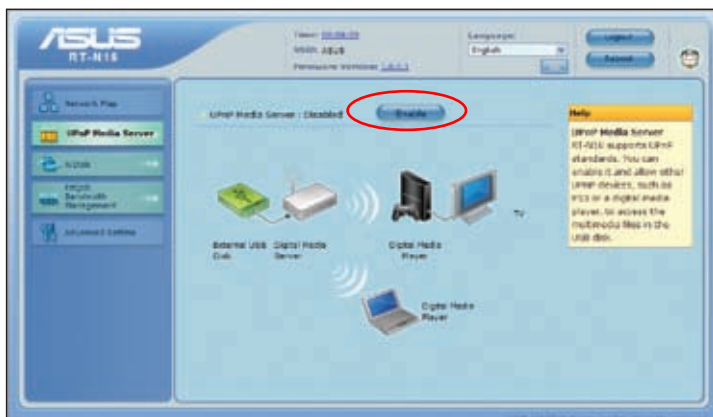 ASUS
RT-N16
Language:
English
Firmware Version:
Logout
Reboot
Network Map
UPnP Media Server
AiDisk
EzQoS
Bandwidth
Management
Advanced Setting
UPnP Media Server : Disabled
Enable
External USB
Disk
Digital Media
Server
Digital Media
Player
TV
Digital Media
Player
Help
UPnP Media Server
RT-N16 supports UPnP
standards. You can
enable it and allow other
UPnP devices, such as
PS3 or a digital media
player, to access the
multimedia files in the
USB disk.